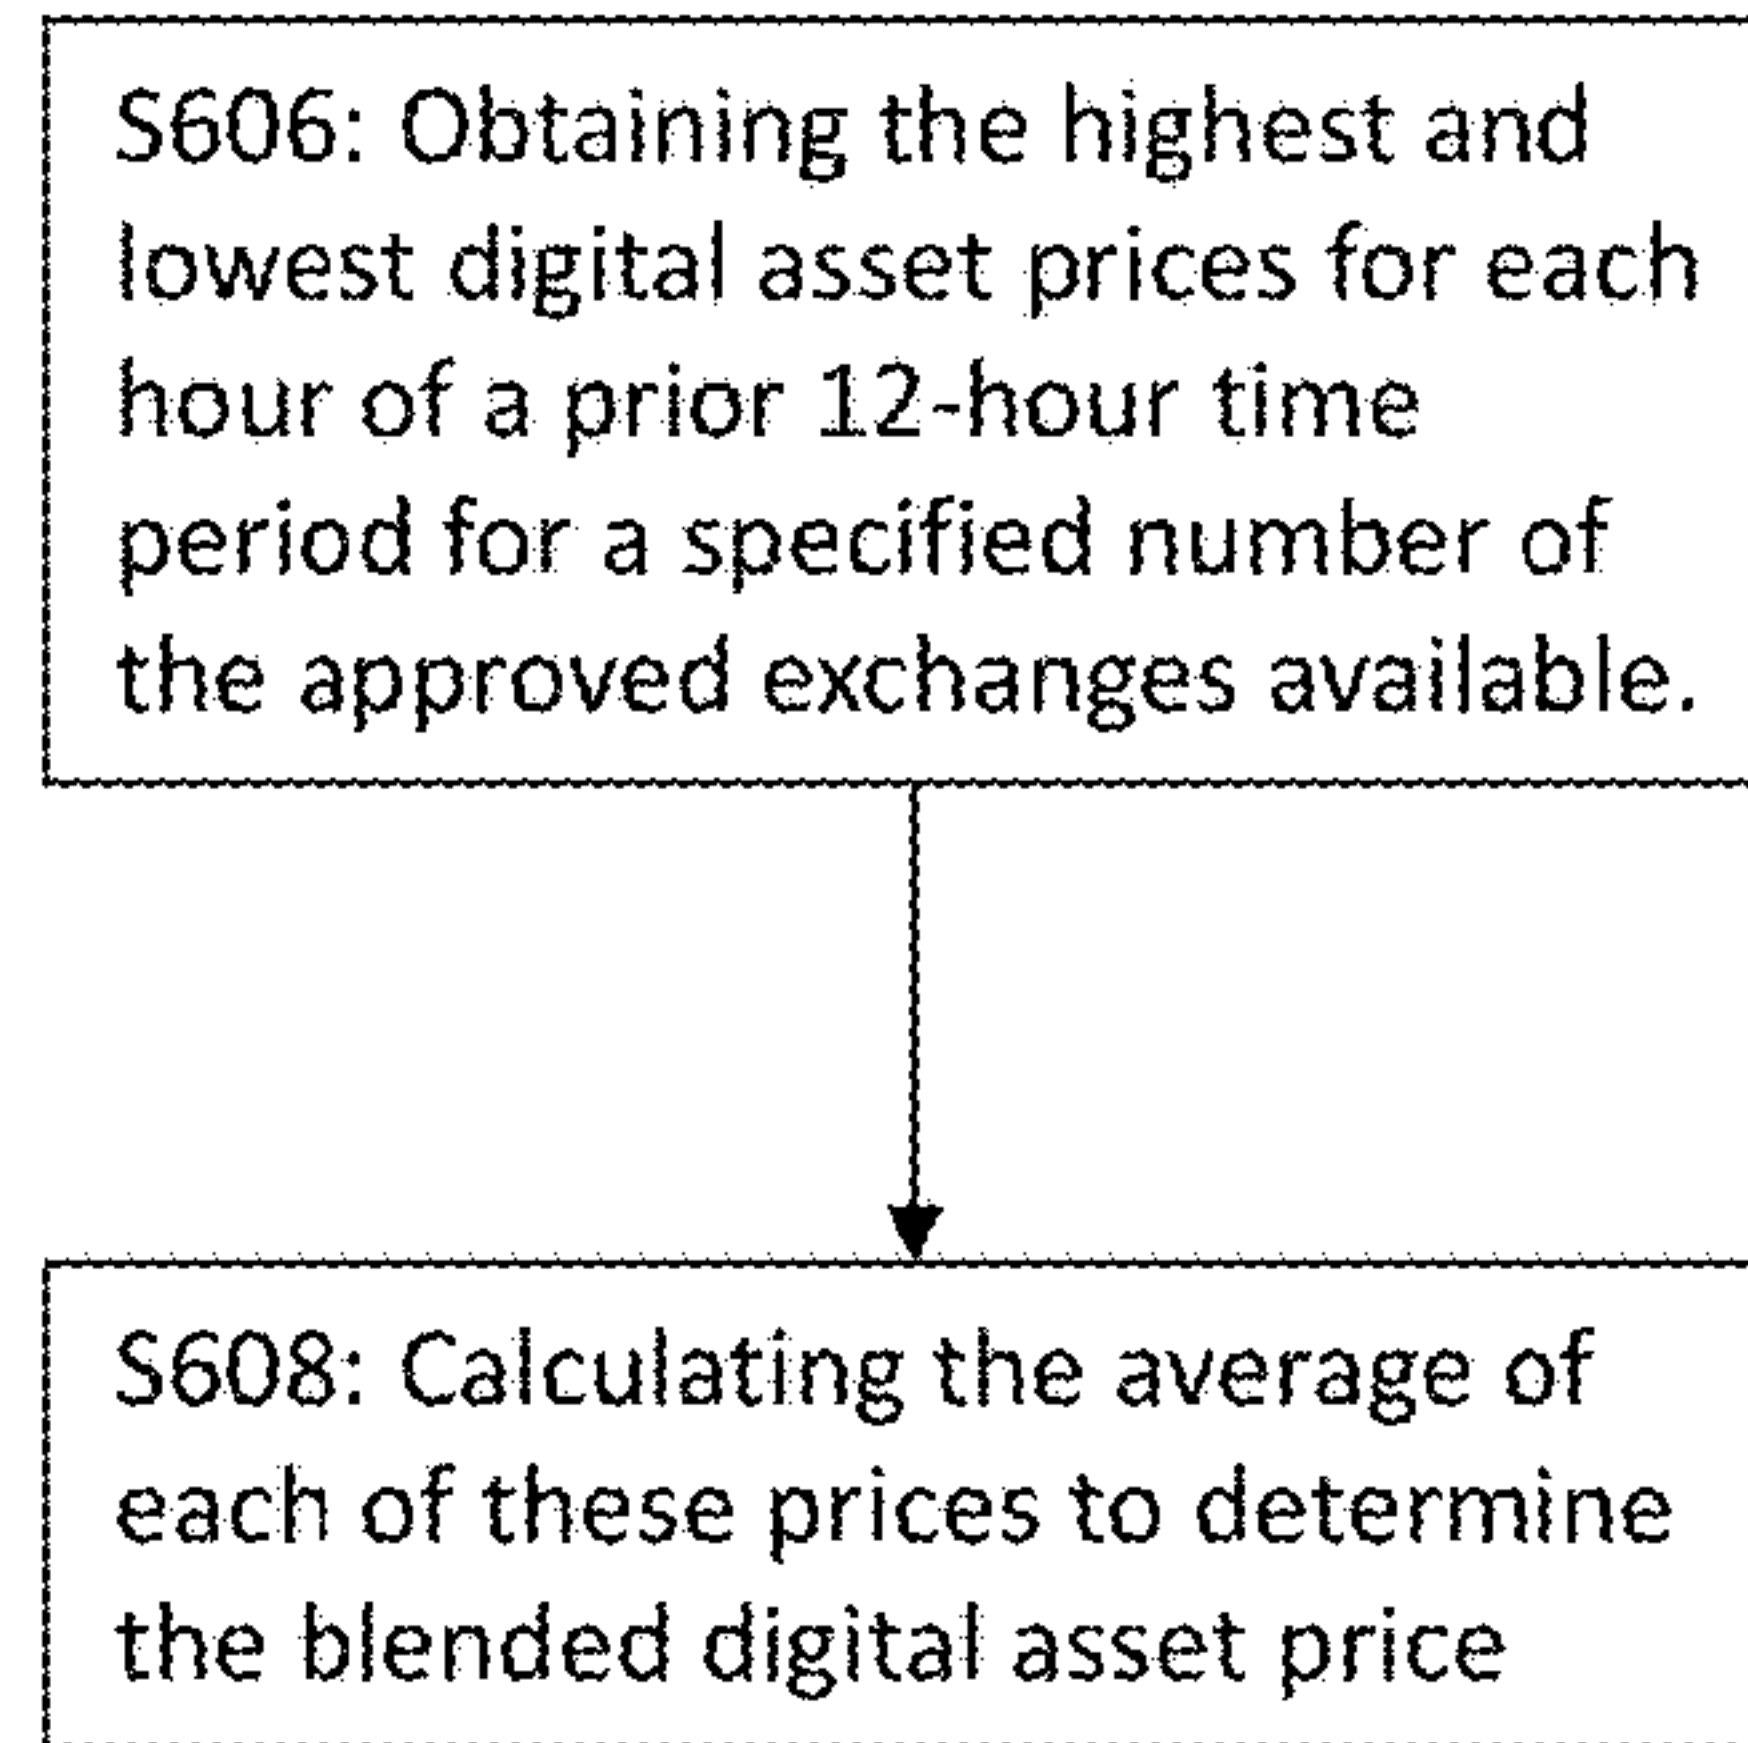 S606: Obtaining the highest and
lowest digital asset prices for each
hour of a prior 12-hour time
period for a specified number of
the approved exchanges available.
S608: Calculating the average of
each of these prices to determine
the blended digital asset price